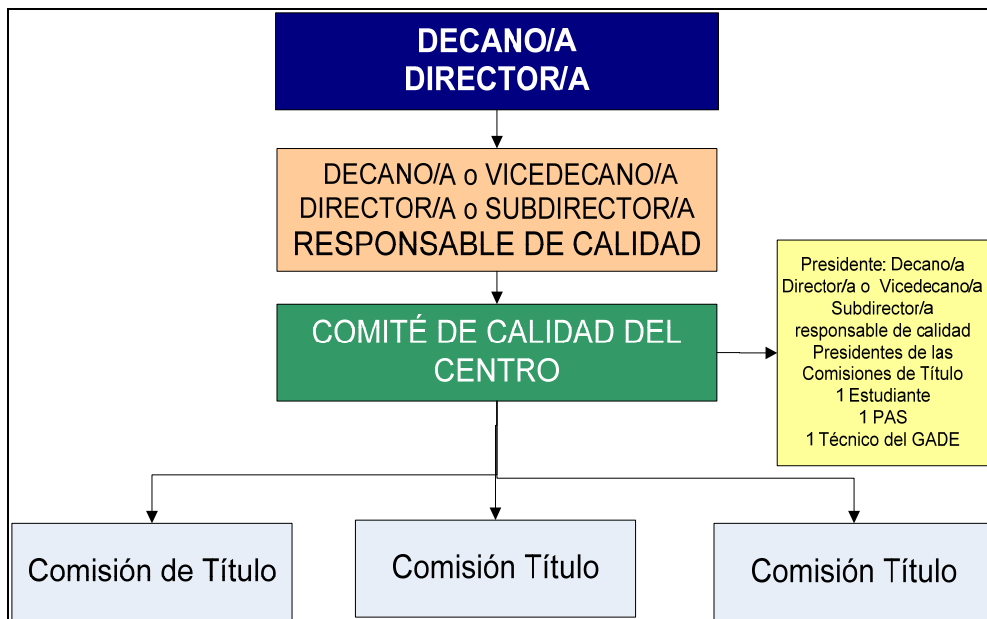 DECANO/A
DIRECTOR/A
DECANO/A o VICEDECANO/A
DIRECTOR/A o SUBDIRECTOR/A
RESPONSABLE DE CALIDAD
COMITÉ DE CALIDAD DEL
CENTRO
Presidente: Decano/a
Director/a o Vicedecano/a
Subdirector/a
responsable de calidad
Presidentes de las
Comisiones de Título
1 Estudiante
1 PAS
1 Técnico del GADE
Comisión de Título
Comisión Título
Comisión Título